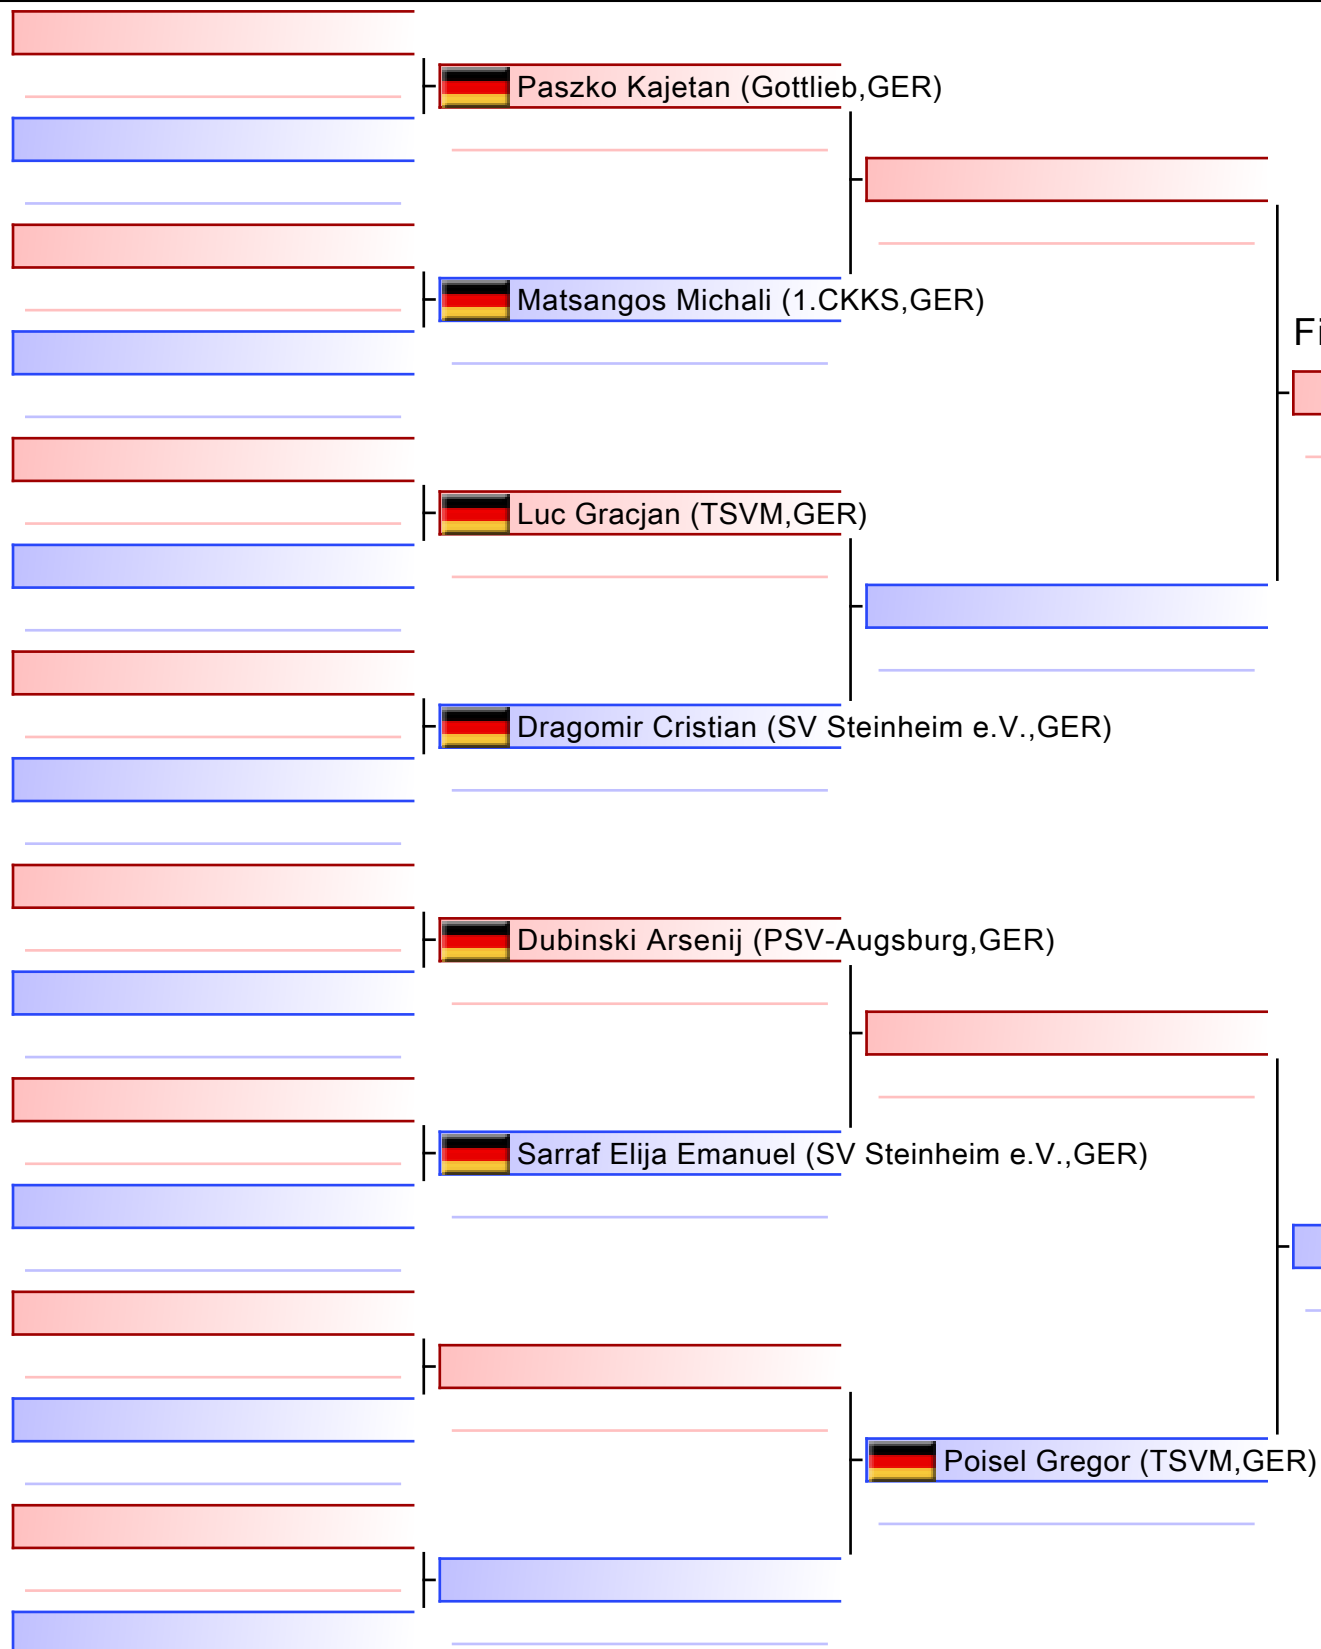 Paszko Kajetan (Gottlieb,GER)
Matsangos Michali (1.CKKS,GER)
Luc Gracjan (TSVM,GER)
Dragomir Cristian (SV Steinheim e.V.,GER)
Dubinski Arsenij (PSV-Augsburg,GER)
Sarraf Elija Emanuel (SV Steinheim e.V.,GER)
Poisel Gregor (TSVM,GER)